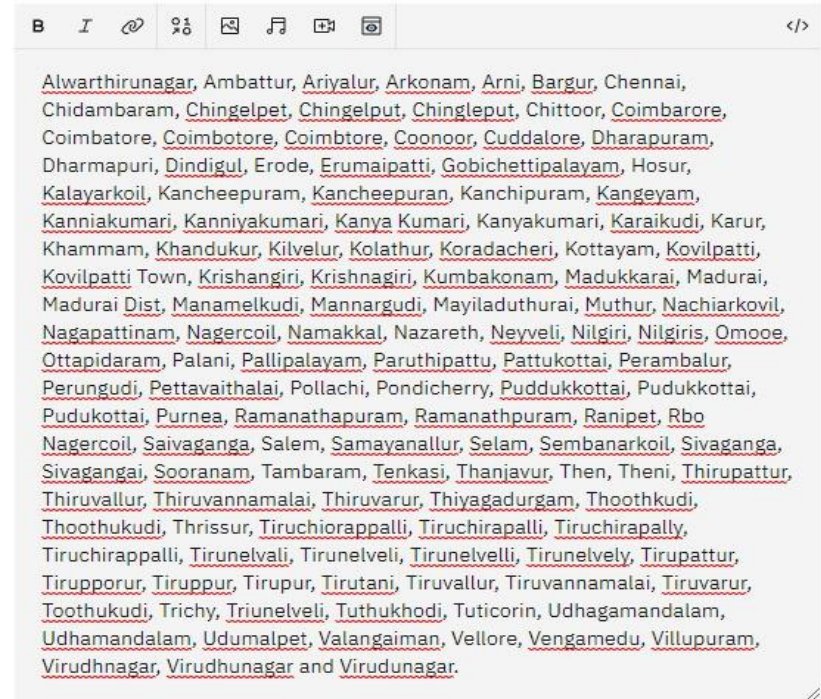 B I </>
Alwarthirunagar, Ambattur, Ariyalur, Arkonam, Arni, Bargur, Chennai,
Chidambaram, Chingelpet, Chingelput, Chingleput, Chittoor, Coimbarore,
Coimbatore, Coimbotore, Coimbtore, Coonoor, Cuddalore, Dharapuram,
Dharmapuri, Dindigul, Erode, Erumaipatti, Gobichettipalayam, Hosur,
Kalayarkoil, Kancheepuram, Kancheepuran, Kanchipuram, Kangeyam,
Kanniakumari, Kanniyakumari, Kanya Kumari, Kanyakumari, Karaikudi, Karur,
Khammam, Khandukur, Kilvelur, Kolathur, Koradacheri, Kottayam, Kovilpatti,
Kovilpatti Town, Krishangiri, Krishnagiri, Kumbakonam, Madukkarai, Madurai,
Madurai Dist, Manamelkudi, Mannargudi, Mayiladuthurai, Muthur, Nachiarkovil,
Nagapattinam, Nagercoil, Namakkal, Nazareth, Neyveli, Nilgiri, Nilgiris, Omooe,
Ottapidaram, Palani, Pallipalayam, Paruthipattu, Pattukottai, Perambalur,
Perungudi, Pettavaithalai, Pollachi, Pondicherry, Puddukkottai, Pudukkottai,
Pudukottai, Purnea, Ramanathapuram, Ramanathpuram, Ranipet, Rbo
Nagercoil, Saivaganga, Salem, Samayanallur, Selam, Sembanarkoil, Sivaganga,
Sivagangai, Sooranam, Tambaram, Tenkasi, Thanjavur, Then, Theni, Thirupattur,
Thiruvallur, Thiruvannamalai, Thiruvarur, Thiyagadurgam, Thoothkudi,
Thoothukudi, Thrissur, Tiruchiorappalli, Tiruchirapalli, Tiruchirapally,
Tiruchirappalli, Tirunelvali, Tirunelveli, Tirunelvelli, Tirunelvely, Tirupattur,
Tirupporur, Tiruppur, Tirupur, Tirutani, Tiruvallur, Tiruvannamalai, Tiruvarur,
Toothukudi, Trichy, Triunelveli, Tuthukhodi, Tuticorin, Udhagamandalam,
Udhamandalam, Udumalpet, Valangaiman, Vellore, Vengamedu, Villupuram,
Virudhnagar, Virudhunagar and Virudunagar.